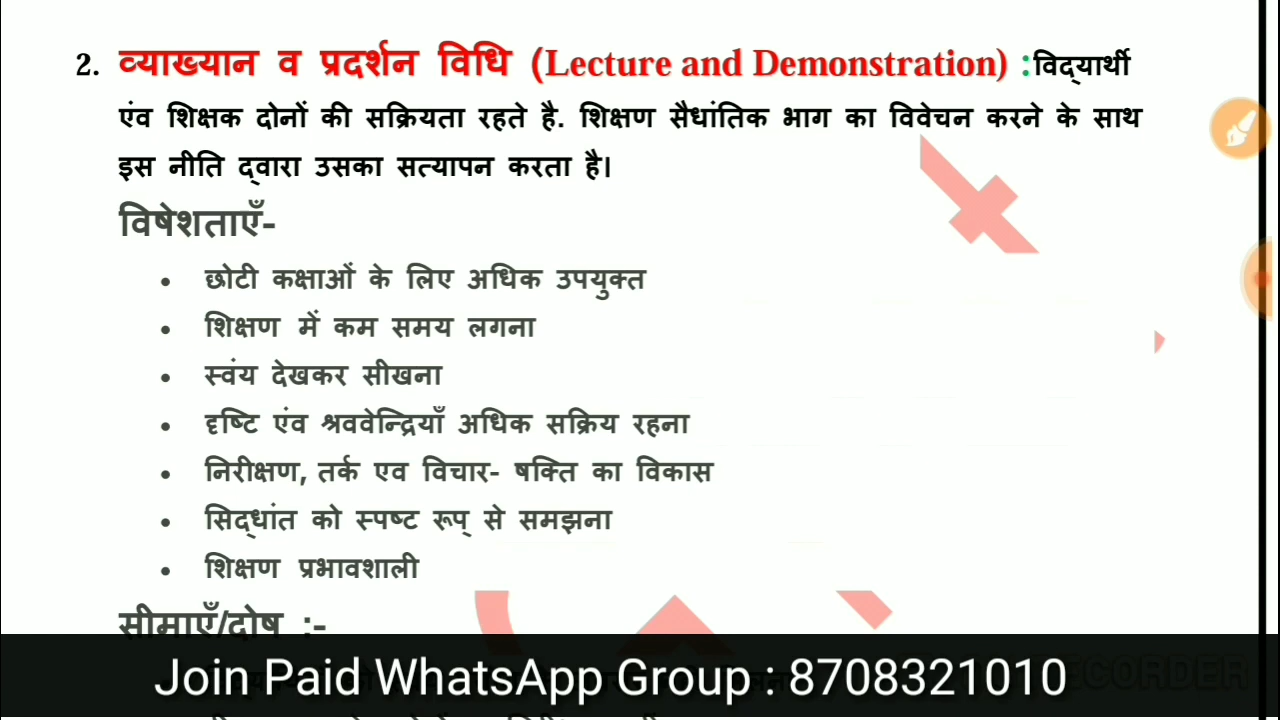 2. व्याख्यान व प्रदर्शन विधि (Lecture and Demonstration) :विद्यार्थी
एंव शिक्षक दोनों की सक्रियता रहते है. शिक्षण सैधांतिक भाग का विवेचन करने के साथ
इस नीति द्वारा उसका सत्यापन करता है।
विषेशताएँ-
• छोटी कक्षाओं के लिए अधिक उपयुक्त
• शिक्षण में कम समय लगना
• स्वंय देखकर सीखना
• दृष्टि एंव श्रववेन्द्रियाँ अधिक सक्रिय रहना
• निरीक्षण, तर्क एव विचार- षक्ति का विकास
• सिद्धांत को स्पष्ट रूप् से समझना
• शिक्षण प्रभावशाली
सीमाएँ/दोष :-
Join Paid WhatsApp Group : 8708321010
RECORDER